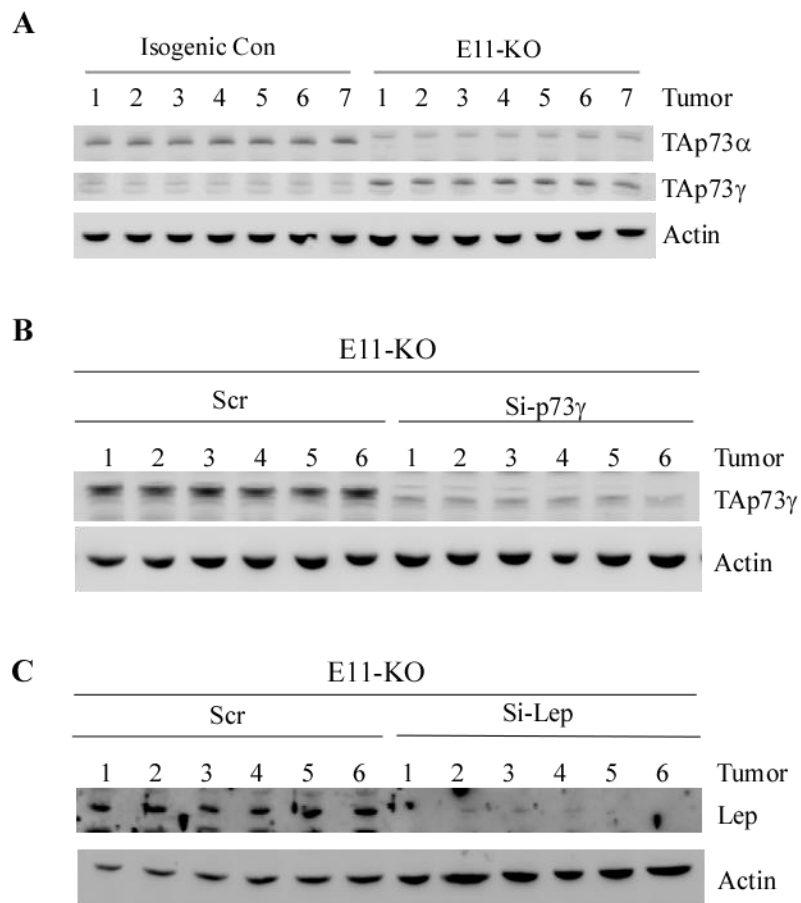 A
Isogenic Con E11-KO
1 2 3 4 5 6 7 1 2 3 4 5 6 7 Tumor
TAp73α
TAp73γ
Actin
B
E11-KO
Scr Si-p73γ
1 2 3 4 5 6 1 2 3 4 5 6 Tumor
TAp73γ
Actin
C
E11-KO
Scr Si-Lep
1 2 3 4 5 6 1 2 3 4 5 6 Tumor
Lep
Actin